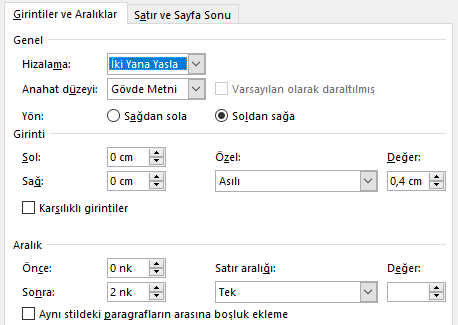 Girintiler ve Aralıklar Satır ve Sayfa Sonu
Genel
Hizalama: İki Yana Yasla
Anahat düzeyi: Gövde Metni Varsayılan olarak daraltılmış
Yön: Sağdan sola Soldan sağa
Girinti
Sol: 0 cm Özel: Değer:
Sağ: 0 cm Asılı 0,4 cm
Karşılıklı girintiler
Aralık
Önce: 0 nk Satır aralığı: Değer:
Sonra: 2 nk Tek
Aynı stildeki paragrafların arasına boşluk ekleme